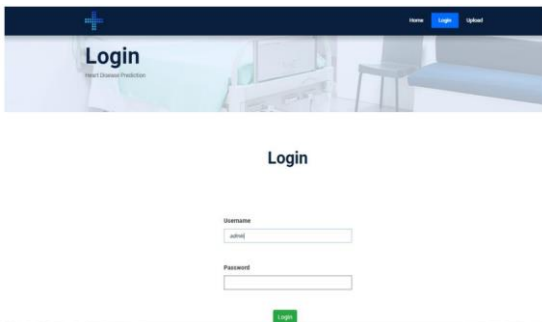 Home Login Upload
Login
Heart Disease Prediction
Login
Username
admin
Password
Login